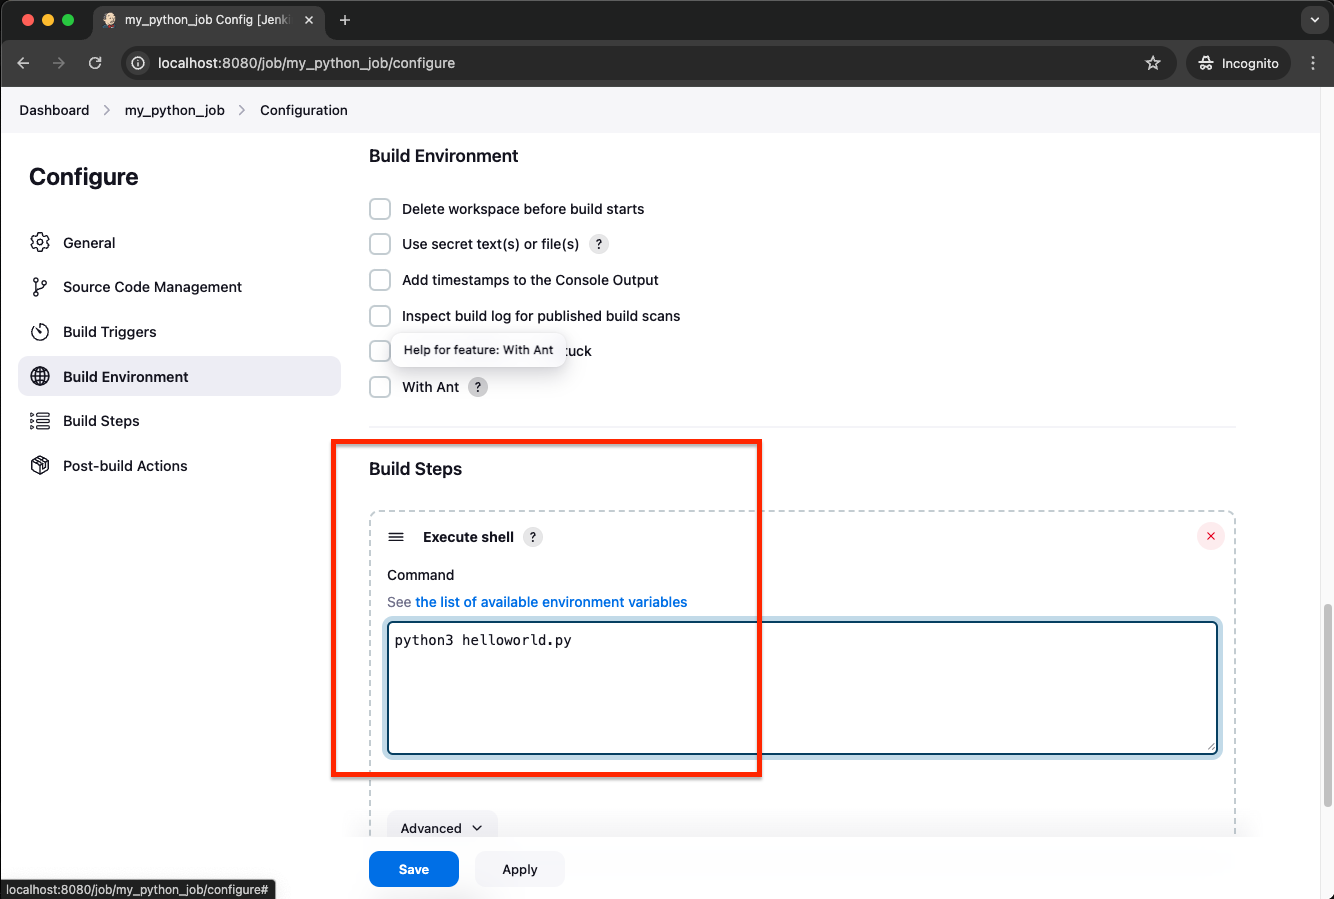 my_python_job Config [Jenki
localhost:8080/job/my_python_job/configure
Incognito
Dashboard > my_python_job > Configuration
Configure
General
Source Code Management
Build Triggers
Build Environment
Build Steps
Post-build Actions
Build Environment
Delete workspace before build starts
Use secret text(s) or file(s) ?
Add timestamps to the Console Output
Inspect build log for published build scans
Help for feature: With Ant tuck
With Ant ?
Build Steps
Execute shell ?
Command
See the list of available environment variables
python3 helloworld.py
Advanced
Save Apply
localhost:8080/job/my_python_job/configure#